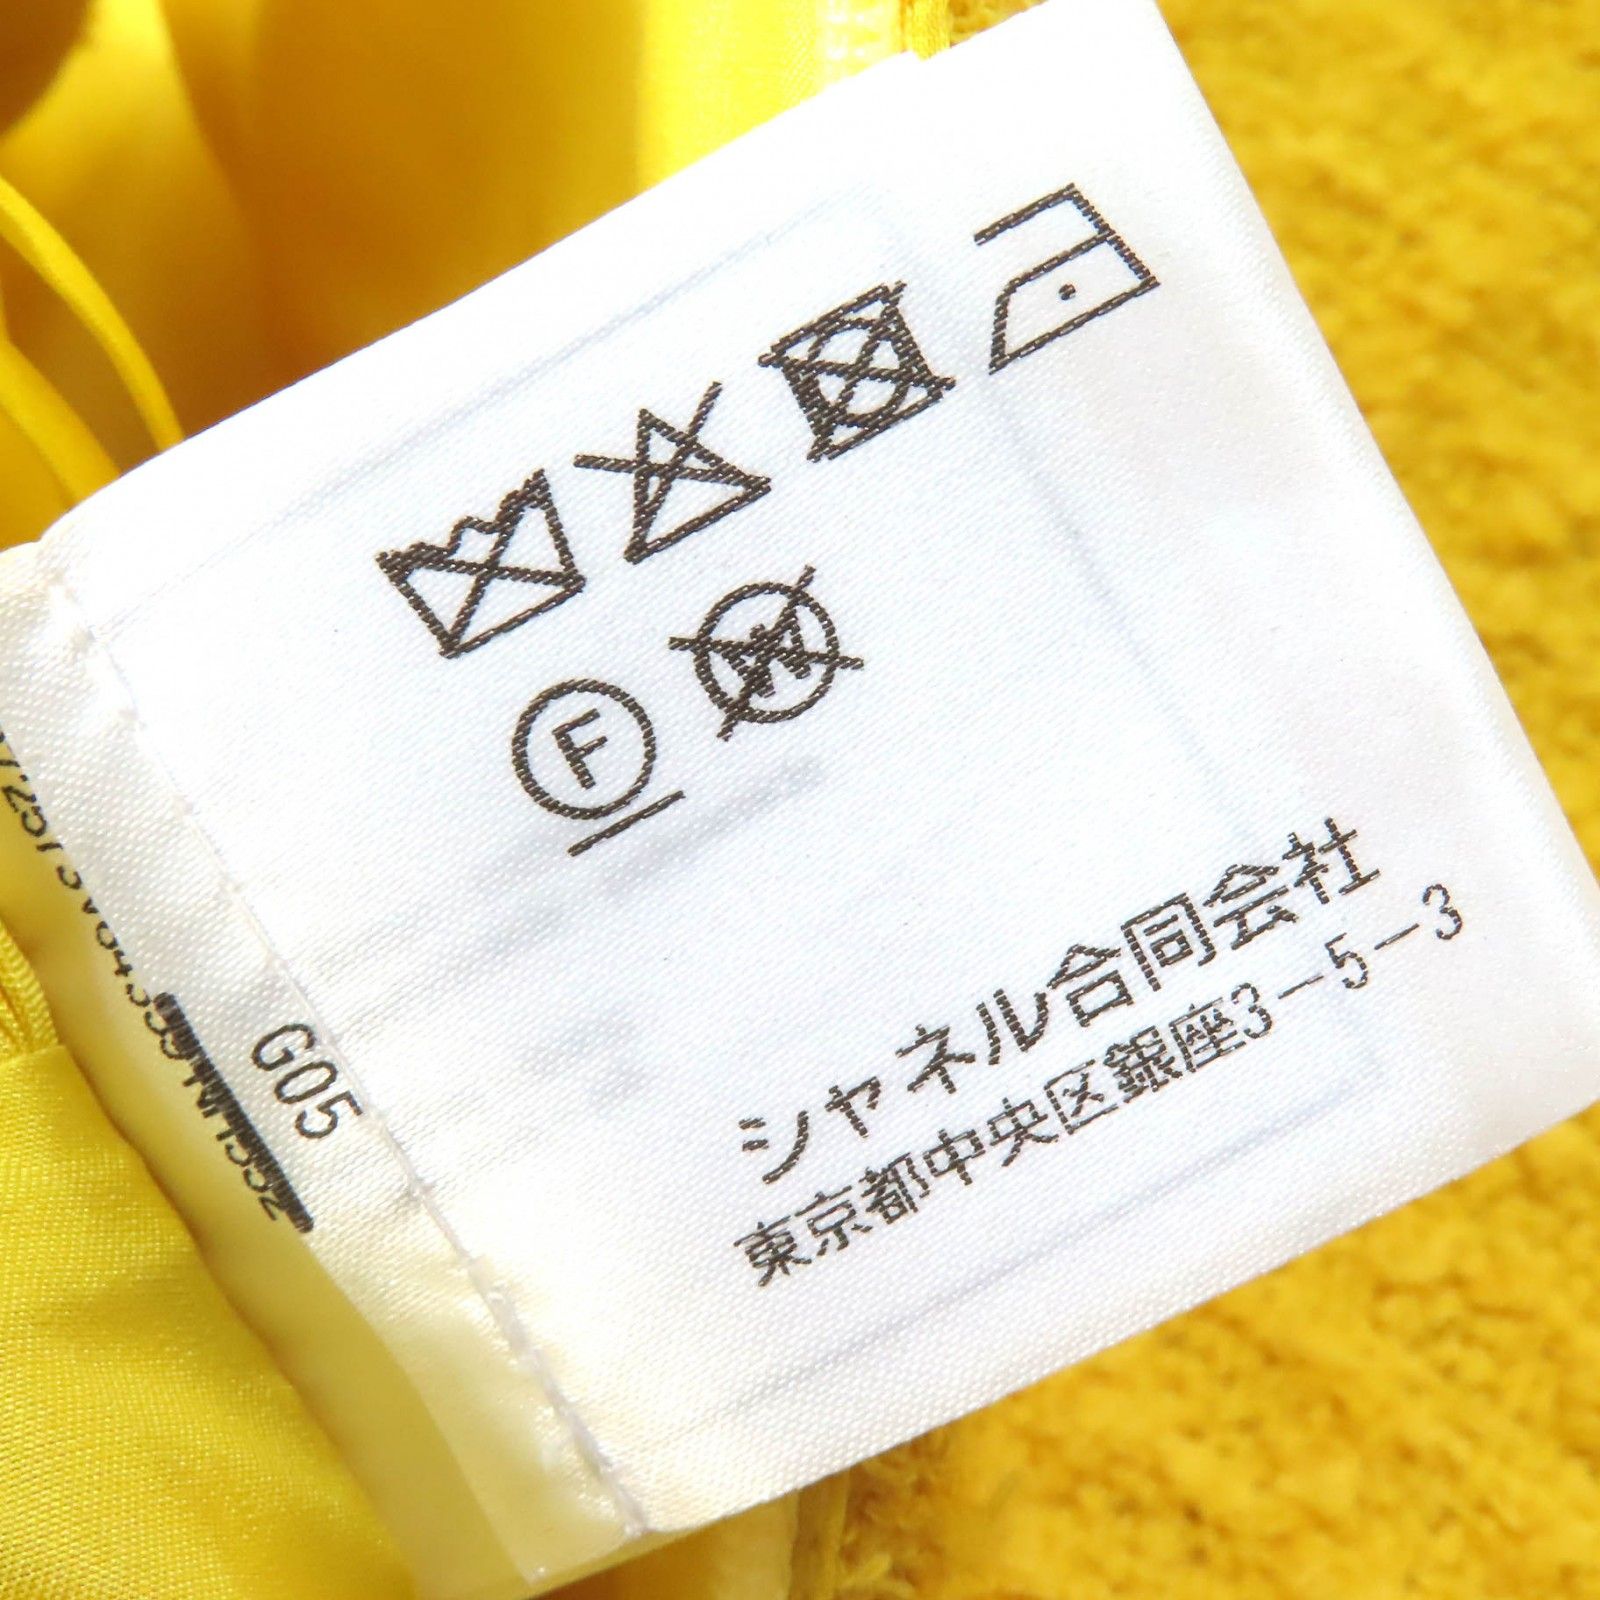 F
W
シャネル合同会社
東京都中央区銀座3-5-3
G05